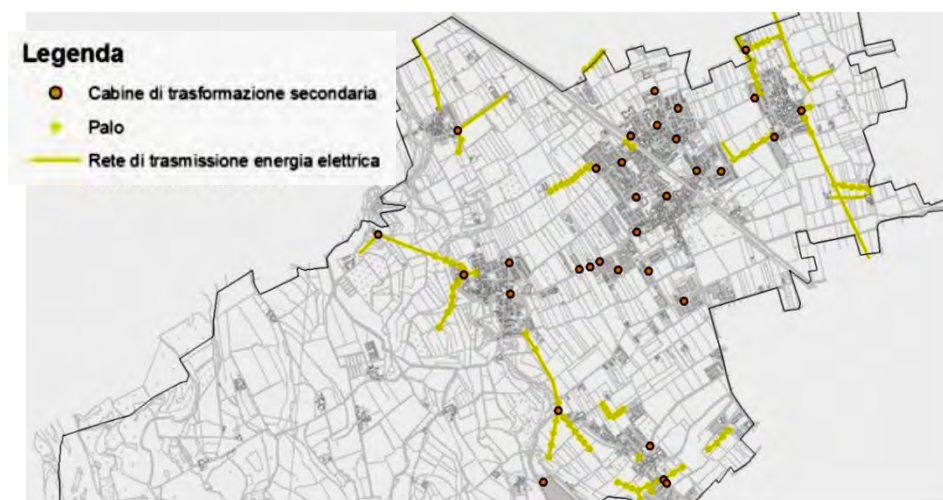 Legenda
Cabine di trasformazione secondaria
Palo
Rete di trasmissione energia elettrica